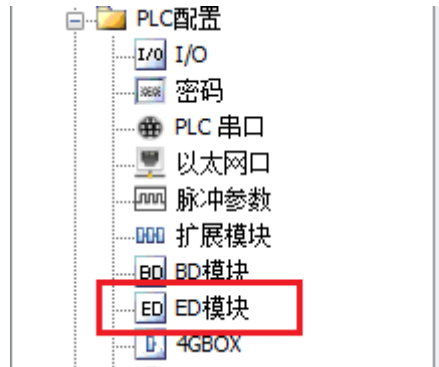 PLC配置
I/O I/O
密码
PLC 串口
以太网口
脉冲参数
扩展模块
BD BD模块
ED ED模块
4GBOX